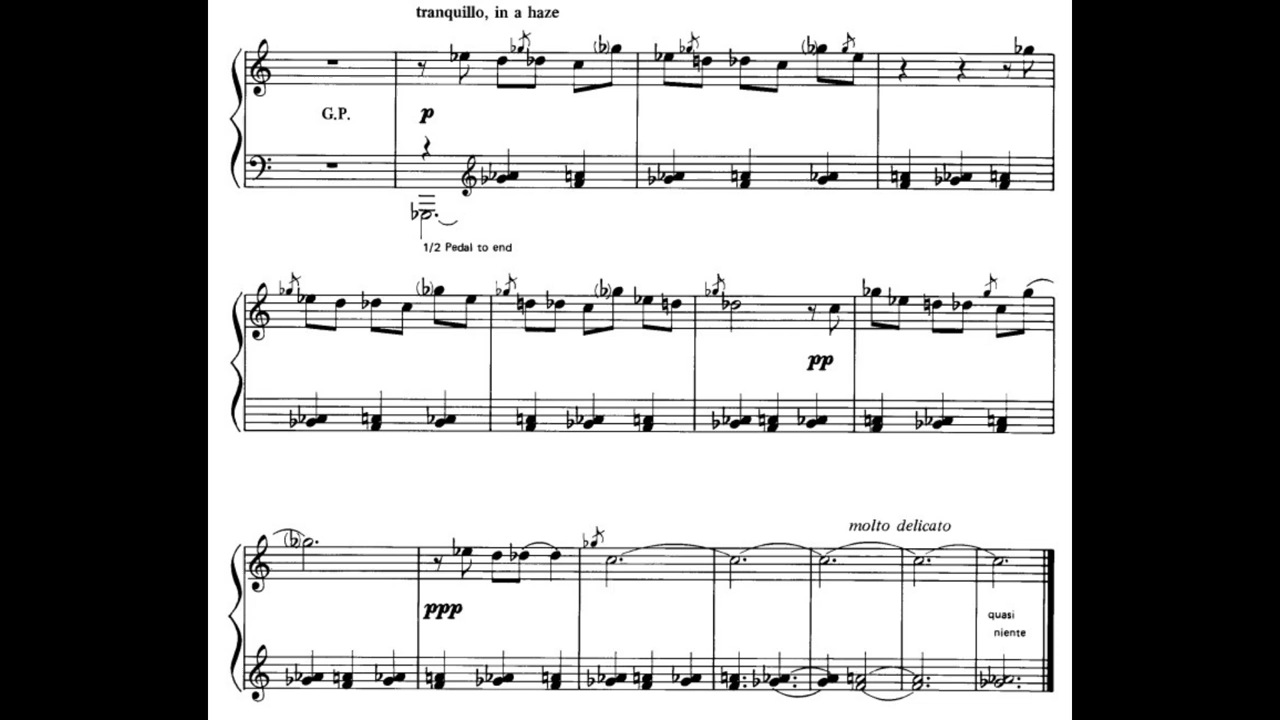 tranquillo, in a haze
G.P.
p
1/2 Pedal to end
pp
molto delicato
ppp
quasi
niente